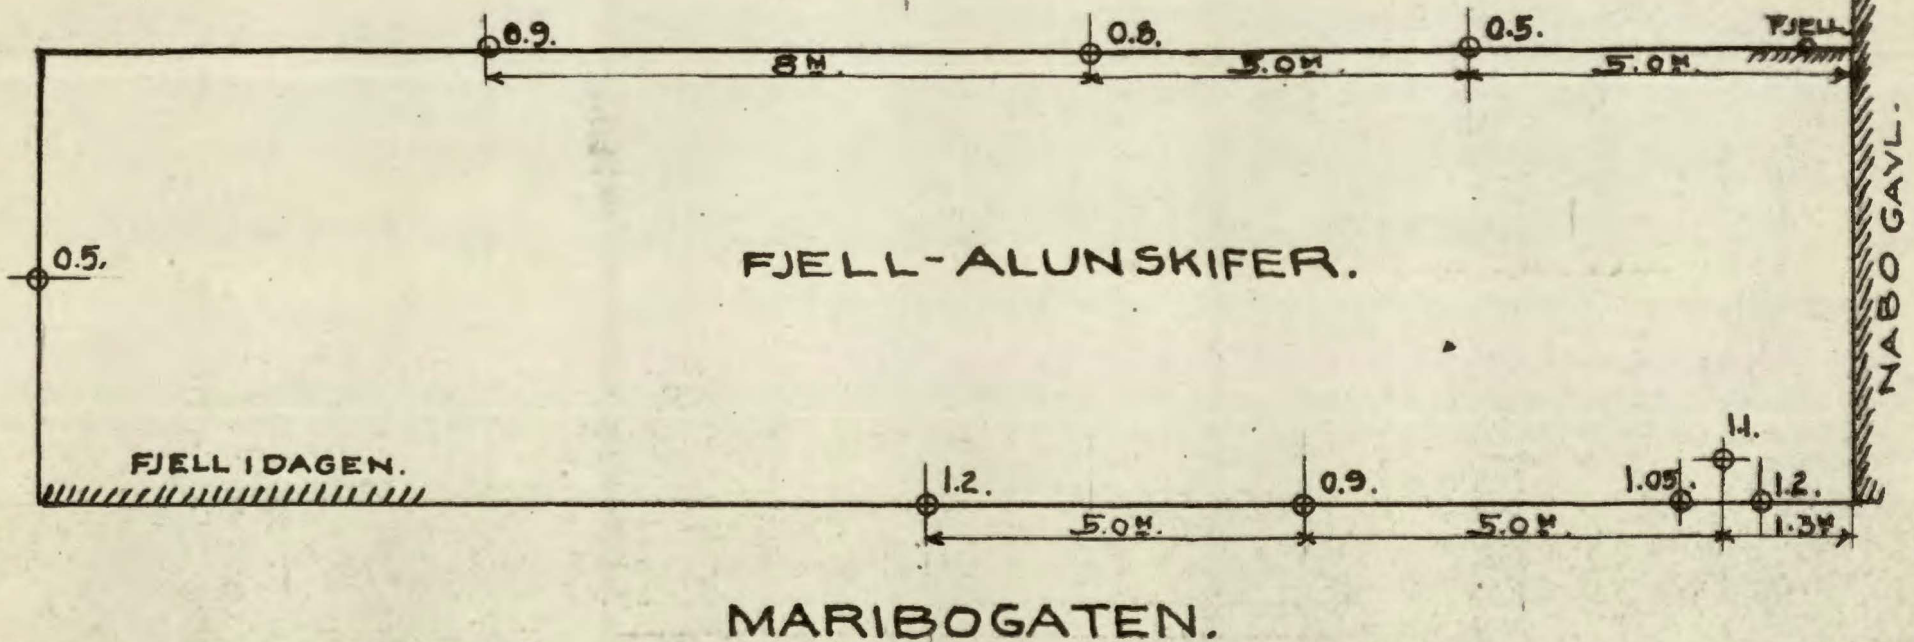 0.9.
0.8.
0.5.
FJELL
8 M.
5.0 M.
5.0 M.
0.5.
FJELL-ALUNSKIFER.
NABO GAVL.
FJELL I DAGEN.
1.2.
0.9.
1.05.
1.1.
1.2.
5.0 M.
5.0 M.
1.3 M
MARIBOGATEN.